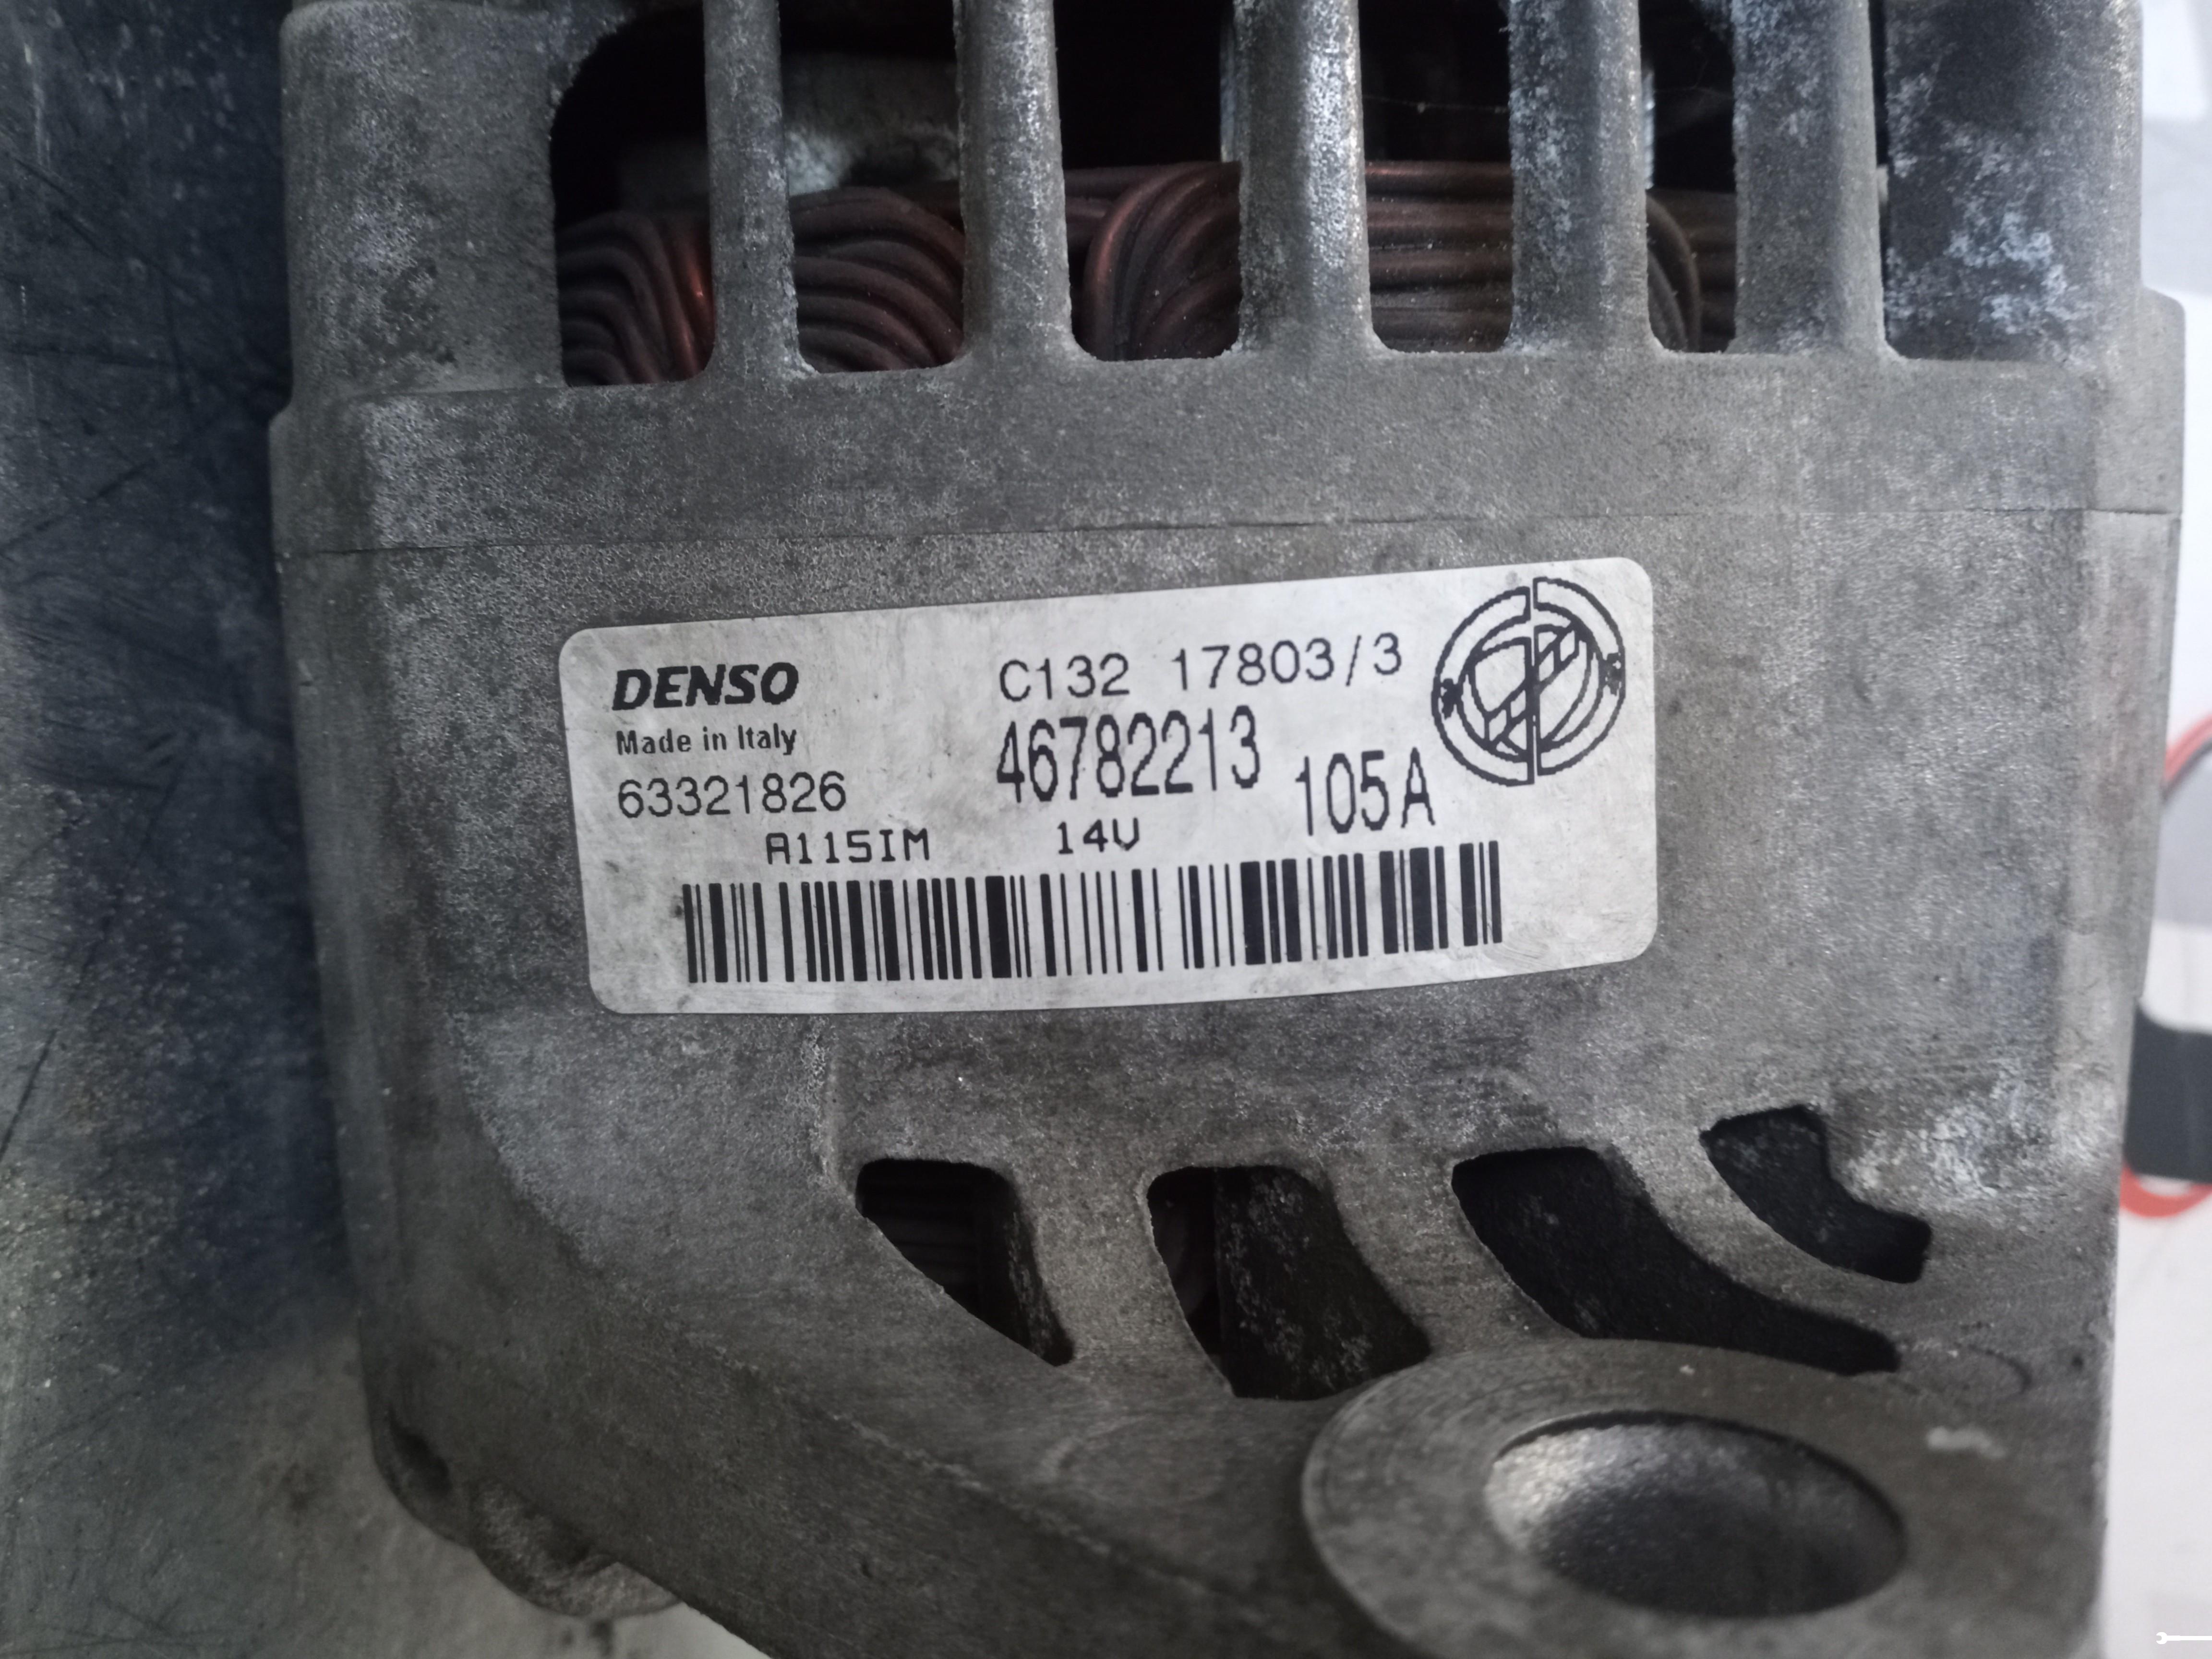 DENSO
Made in Italy
63321826
C132 17803/3
46782213
105A
A115IM 14V